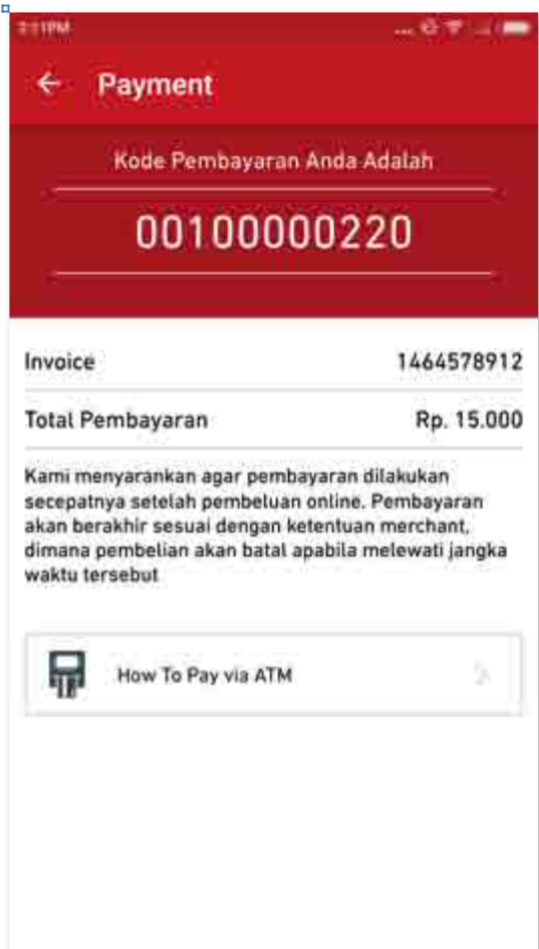 2:11PM
Payment
Kode Pembayaran Anda Adalah
00100000220
Invoice 1464578912
Total Pembayaran Rp. 15.000
Kami menyarankan agar pembayaran dilakukan
secepatnya setelah pembeluan online. Pembayaran
akan berakhir sesuai dengan ketentuan merchant,
dimana pembelian akan batal apabila melewati jangka
waktu tersebut
How To Pay via ATM